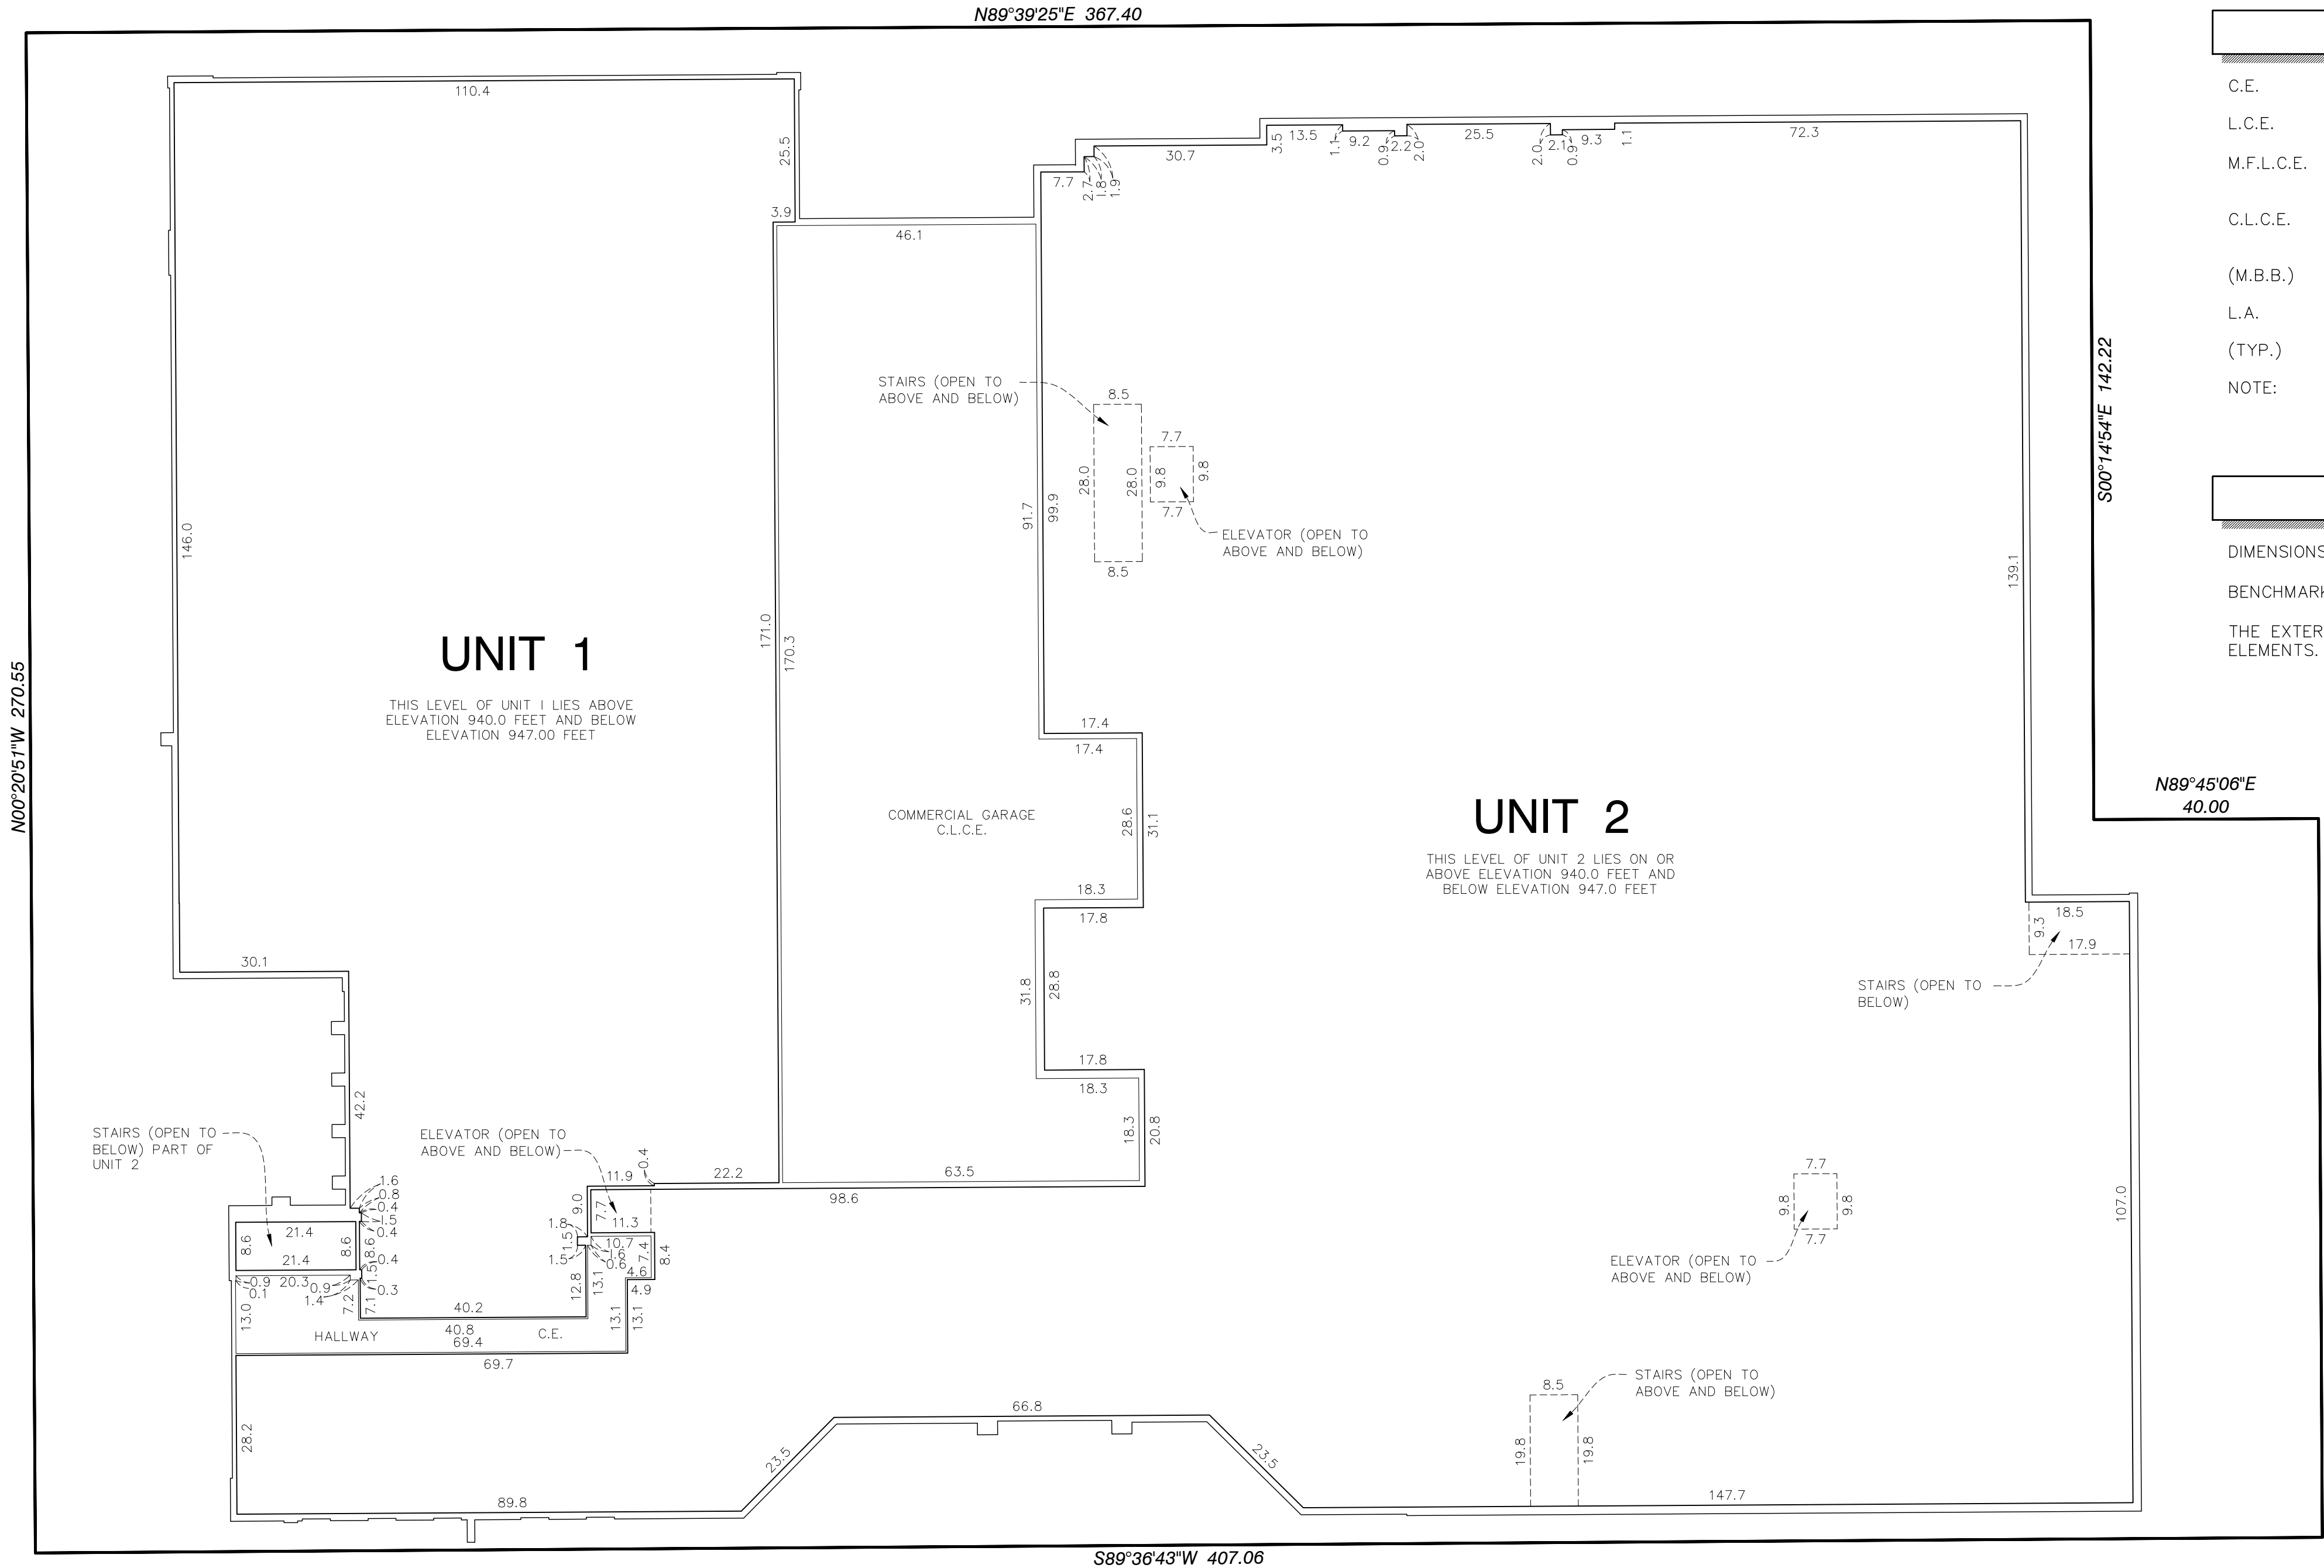 N89°39'25"E 367.40
C.E.
L.C.E.
M.F.L.C.E.
C.L.C.E.
(M.B.B.)
L.A.
(TYP.)
NOTE:
DIMENSIONS
BENCHMARK
THE EXTER
ELEMENTS.
110.4
25.5
3.9
46.1
7.7
2.7
1.8
1.9
30.7
3.5
13.5
1.1
9.2
0.9
2.2
2.0
25.5
2.0
2.1
0.9
9.3
1.1
72.3
S00°14'54"E 142.22
STAIRS (OPEN TO
ABOVE AND BELOW)
8.5
28.0
28.0
8.5
7.7
9.8
9.8
7.7
ELEVATOR (OPEN TO
ABOVE AND BELOW)
146.0
171.0
170.3
91.7
99.9
139.1
N00°20'51"W 270.55
UNIT 1
THIS LEVEL OF UNIT 1 LIES ABOVE
ELEVATION 940.0 FEET AND BELOW
ELEVATION 947.00 FEET
17.4
17.4
N89°45'06"E
40.00
COMMERCIAL GARAGE
C.L.C.E.
28.6
31.1
UNIT 2
THIS LEVEL OF UNIT 2 LIES ON OR
ABOVE ELEVATION 940.0 FEET AND
BELOW ELEVATION 947.0 FEET
18.3
17.8
18.5
9.3
17.9
STAIRS (OPEN TO
BELOW)
30.1
31.8
28.8
17.8
18.3
42.2
18.3
20.8
STAIRS (OPEN TO
BELOW) PART OF
UNIT 2
ELEVATOR (OPEN TO
ABOVE AND BELOW)
0.4
11.9
22.2
63.5
98.6
1.6
0.8
0.4
1.5
0.4
9.0
7.7
11.3
7.7
9.8
9.8
7.7
107.0
21.4
8.6
8.6
8.6
21.4
0.4
1.5
0.3
1.8
1.5
1.5
10.7
1.6
0.6
7.4
8.4
4.6
4.9
ELEVATOR (OPEN TO
ABOVE AND BELOW)
0.9
0.1
20.3
0.9
1.4
13.0
7.2
7.1
12.8
13.1
13.1
13.1
40.2
HALLWAY
40.8
69.4
C.E.
69.7
STAIRS (OPEN TO
ABOVE AND BELOW)
8.5
19.8
19.8
28.2
66.8
23.5
23.5
89.8
147.7
S89°36'43"W 407.06